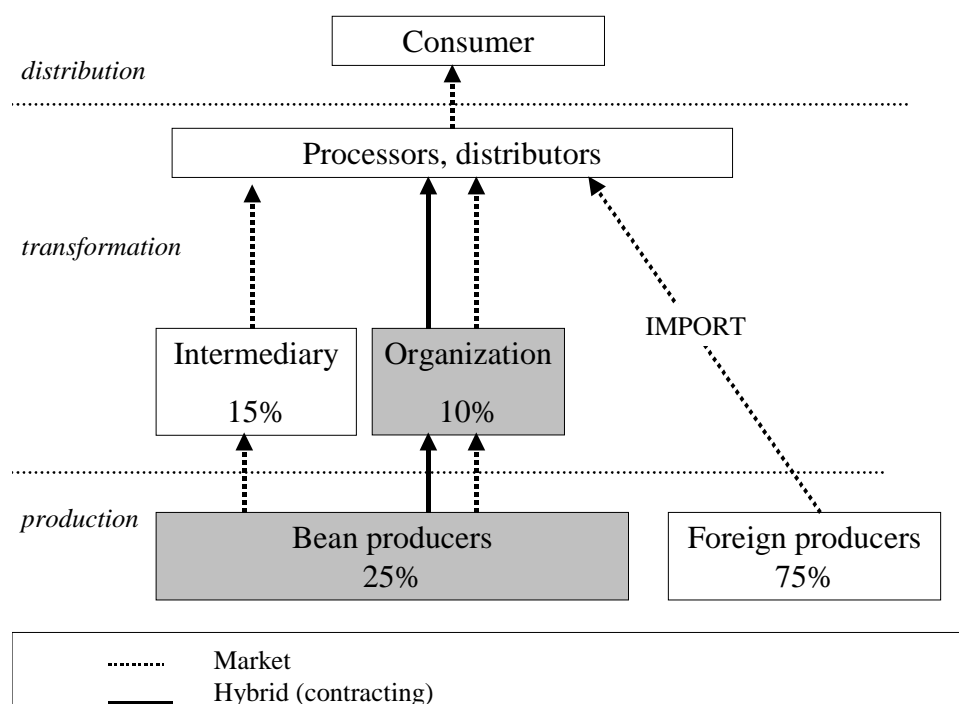 Consumer
distribution
Processors, distributors
transformation
IMPORT
Intermediary
15%
Organization
10%
production
Bean producers
25%
Foreign producers
75%
Market
Hybrid (contracting)